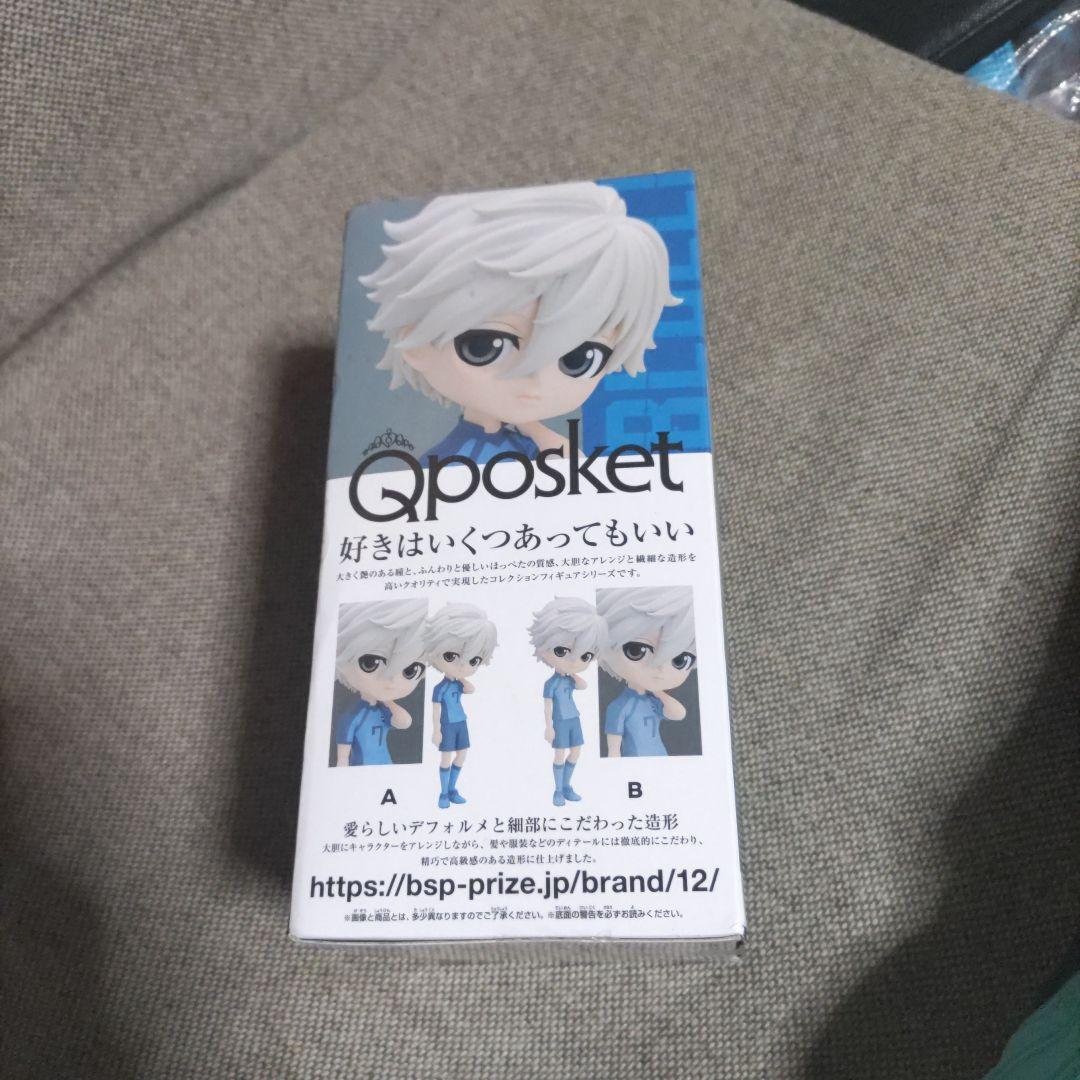 Qposket
好きはいくつあってもいい
大きく艶のある瞳と、ふんわりと優しいほっぺたの質感、大胆なアレンジと繊細な造形を
高いクオリティで実現したコレクションフィギュアシリーズです。
7
7
7
A
B
愛らしいデフォルメと細部にこだわった造形
大胆にキャラクターをアレンジしながら、髪や服装などのディテールには徹底的にこだわり、
精巧で高級感のある造形に仕上げました。
https://bsp-prize.jp/brand/12/
※画像と商品とは、多少異なりますのでご了承ください。※底面の警告を必ずお読みください。